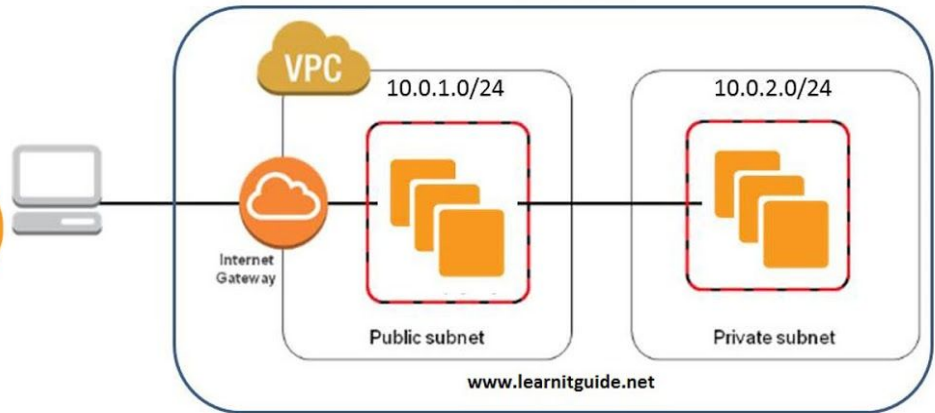 VPC
10.0.1.0/24
10.0.2.0/24
Internet
Gateway
Public subnet
Private subnet
www.learnitguide.net